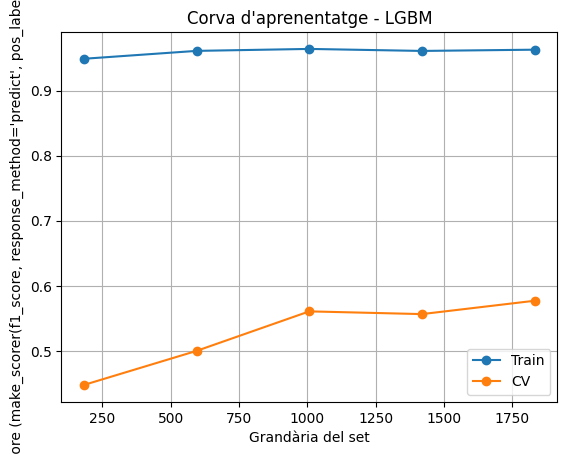 Corva d'aprenentatge - LGBM
ore (make_scorer(f1_score, response_method='predict', pos_labe
0.9
0.8
0.7
0.6
0.5
250
500
750
1000
1250
1500
1750
Grandària del set
Train
CV